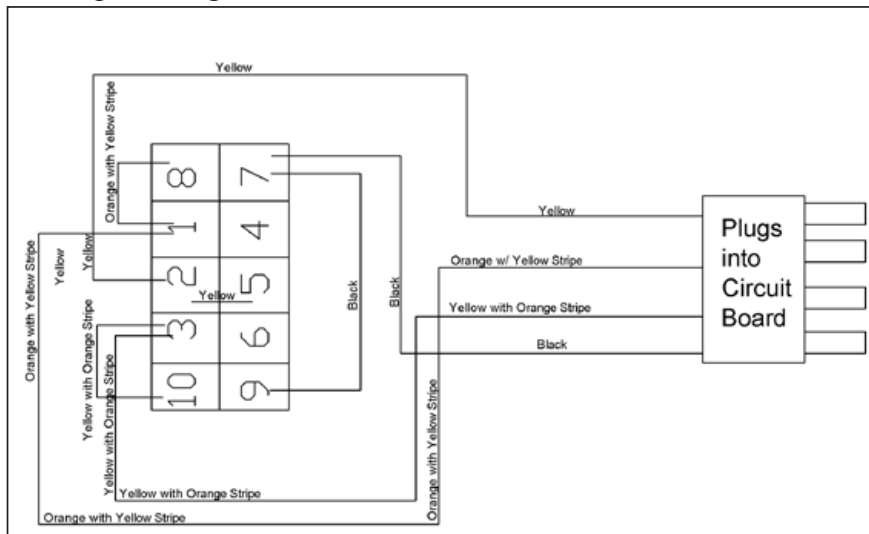 Yellow
Orange with Yellow Stripe
8
7
1
4
2
5
Yellow
3
6
10
9
Yellow
Yellow
Orange with Yellow Stripe
Yellow with Orange Stripe
Yellow with Orange Stripe
Black
Black
Yellow
Orange w/ Yellow Stripe
Yellow with Orange Stripe
Black
Plugs
into
Circuit
Board
Orange with Yellow Stripe
Yellow with Orange Stripe
Orange with Yellow Stripe